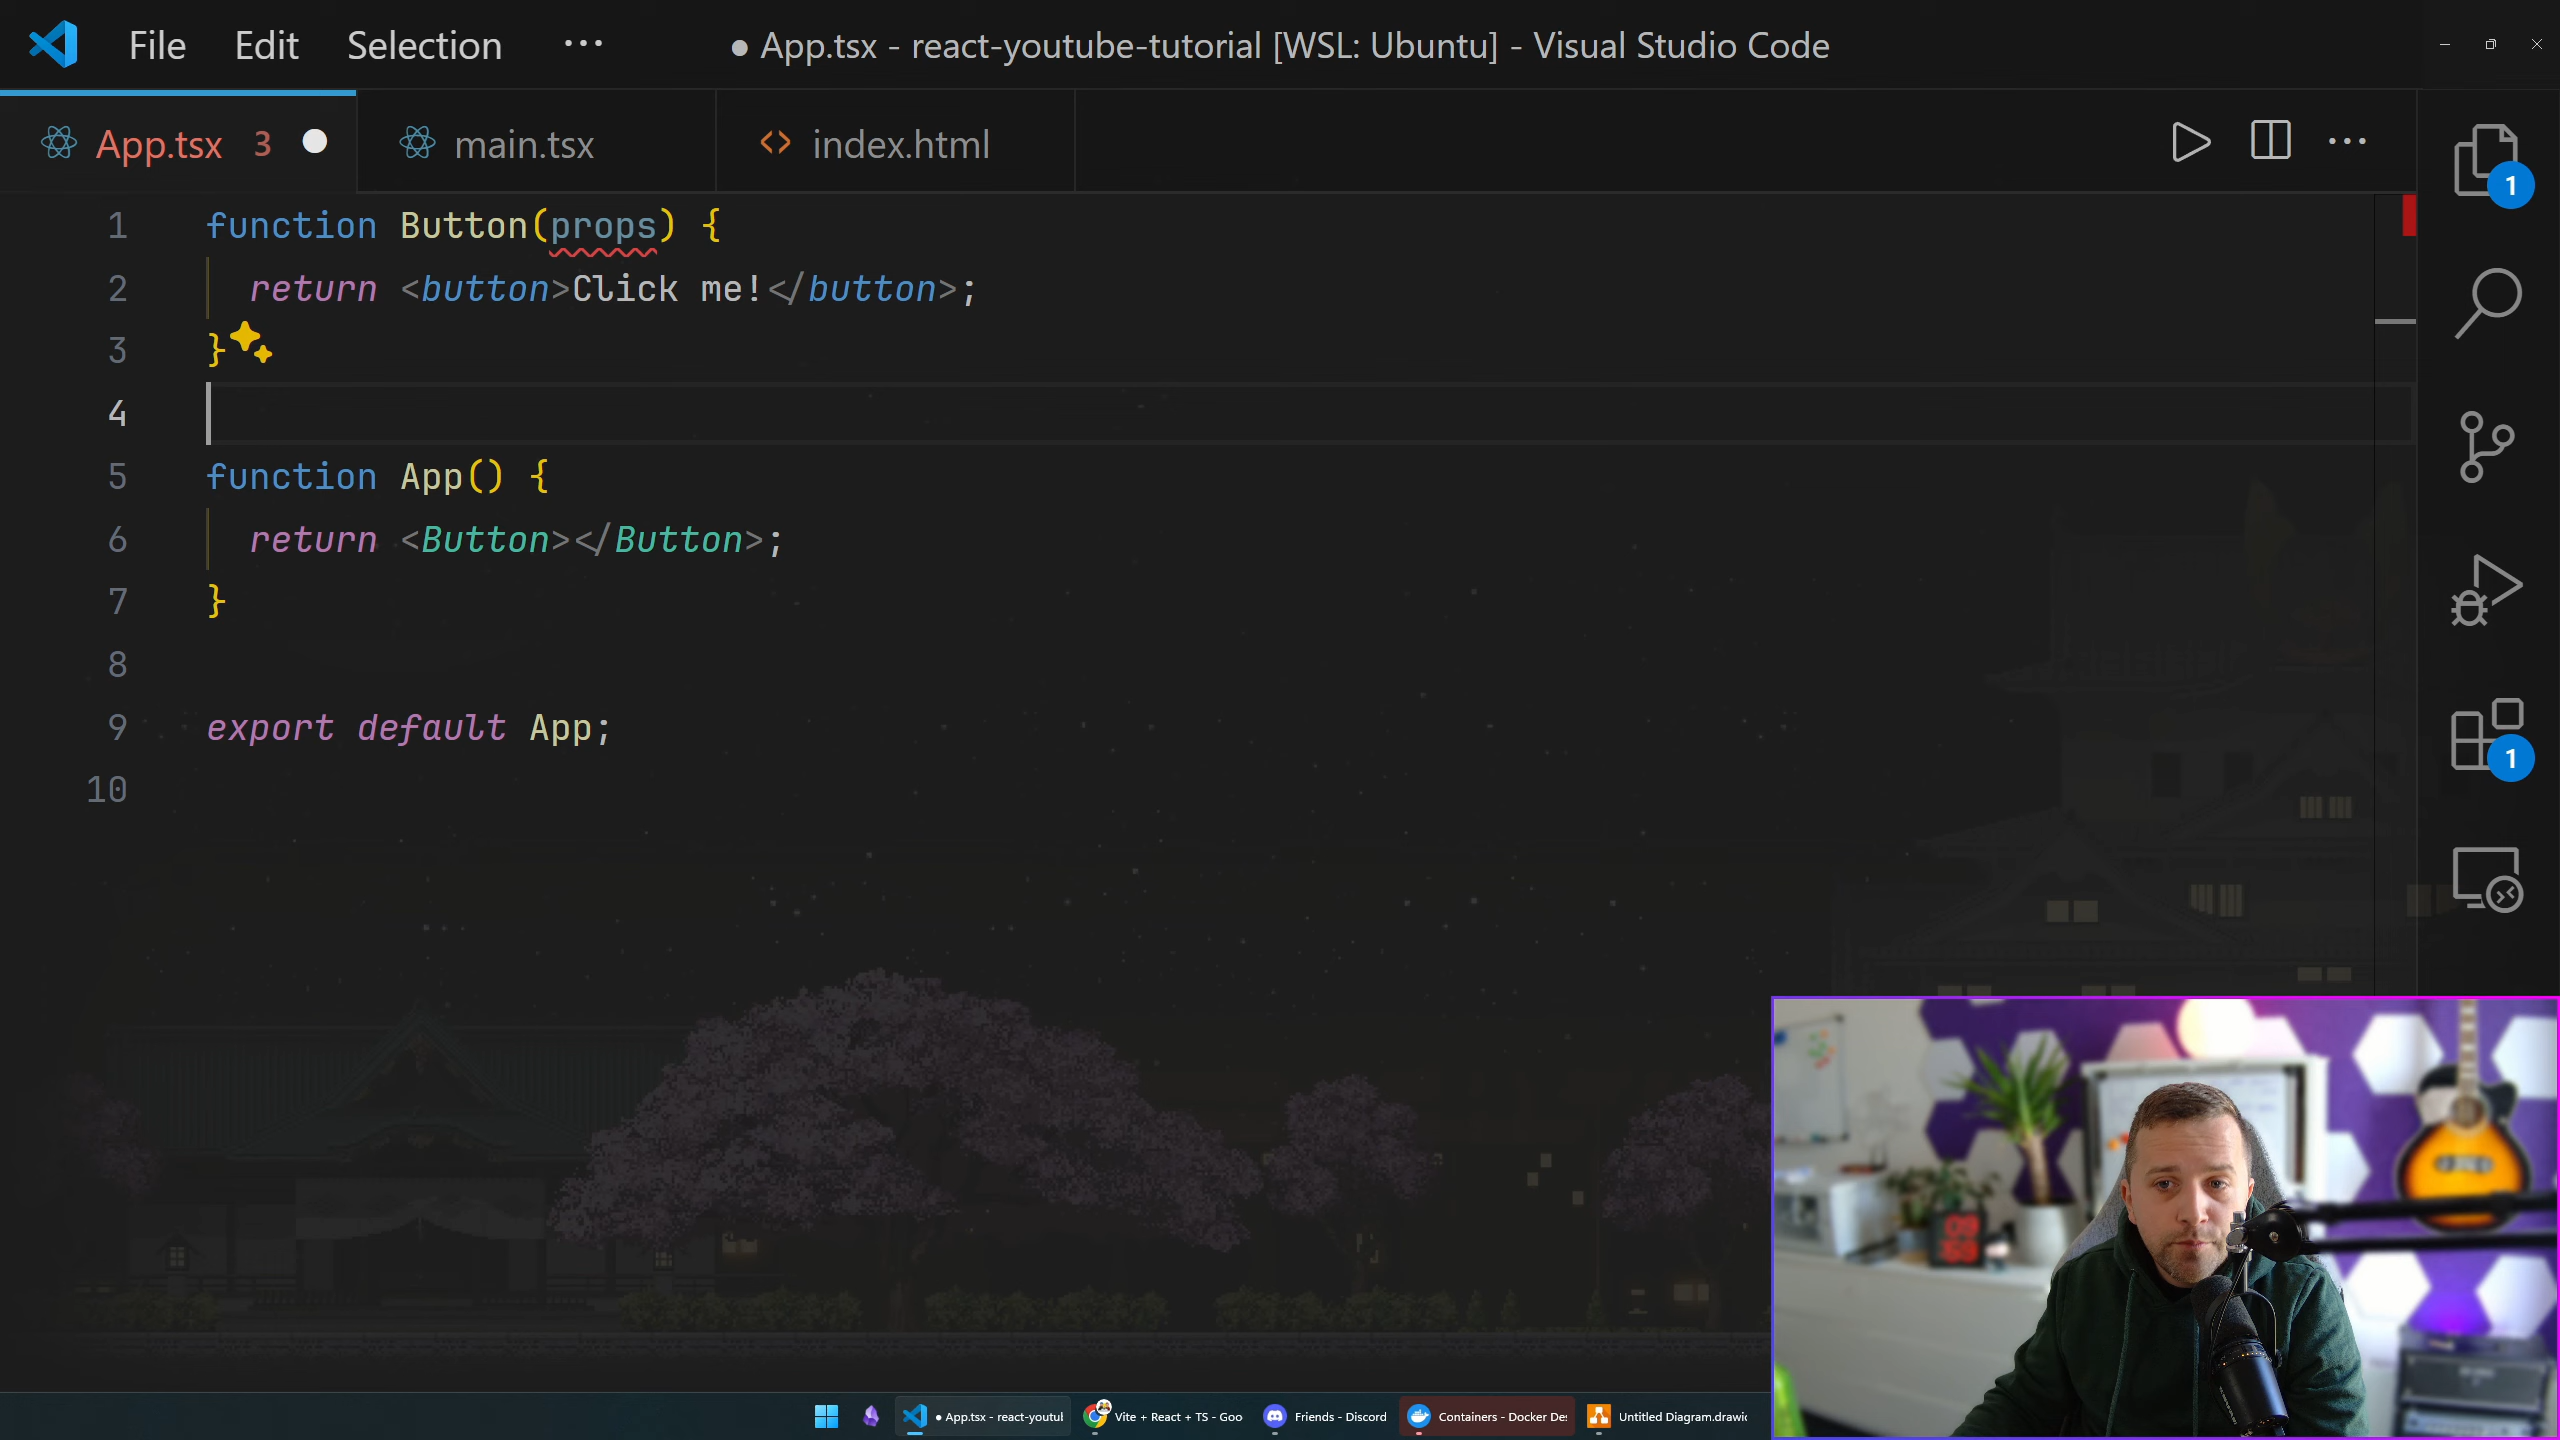 File Edit Selection ··· ● App.tsx - react-youtube-tutorial [WSL: Ubuntu] - Visual Studio Code
App.tsx 3 main.tsx index.html
1 function Button(props) {
1
2 return <button>Click me!</button>;
3 }
4
5 function App() {
6 return <Button></Button>;
7 }
8
9 export default App;
1
10
09
59
● App.tsx - react-youtul Vite + React + TS - Goo Friends - Discord Containers - Docker De Untitled Diagram.drawi